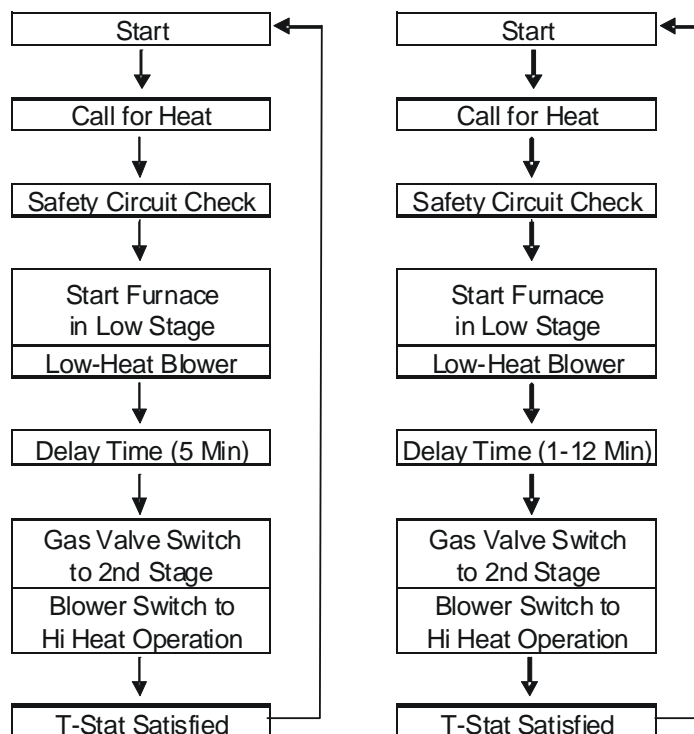 Start
Call for Heat
Safety Circuit Check
Start Furnace
in Low Stage
Low-Heat Blower
Delay Time (5 Min)
Gas Valve Switch
to 2nd Stage
Blower Switch to
Hi Heat Operation
T-Stat Satisfied
Start
Call for Heat
Safety Circuit Check
Start Furnace
in Low Stage
Low-Heat Blower
Delay Time (1-12 Min)
Gas Valve Switch
to 2nd Stage
Blower Switch to
Hi Heat Operation
T-Stat Satisfied